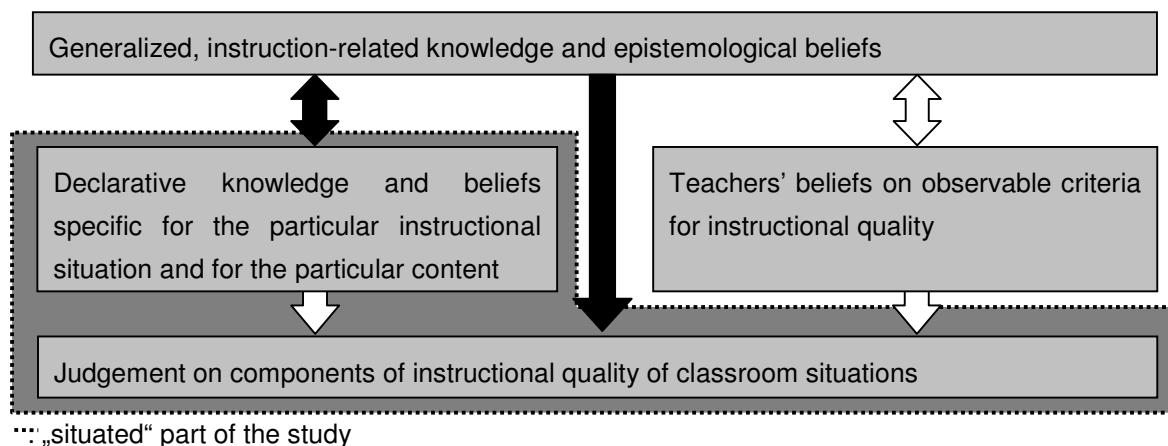 Generalized, instruction-related knowledge and epistemological beliefs
Declarative knowledge and beliefs
specific for the particular instructional
situation and for the particular content
Teachers’ beliefs on observable criteria
for instructional quality
Judgement on components of instructional quality of classroom situations
: „situated“ part of the study